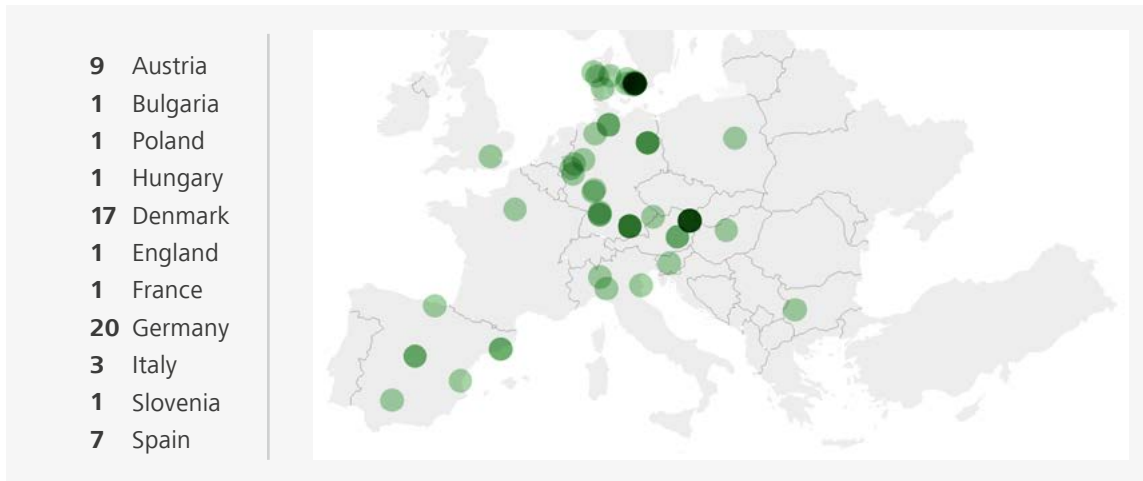 9 Austria
1 Bulgaria
1 Poland
1 Hungary
17 Denmark
1 England
1 France
20 Germany
3 Italy
1 Slovenia
7 Spain